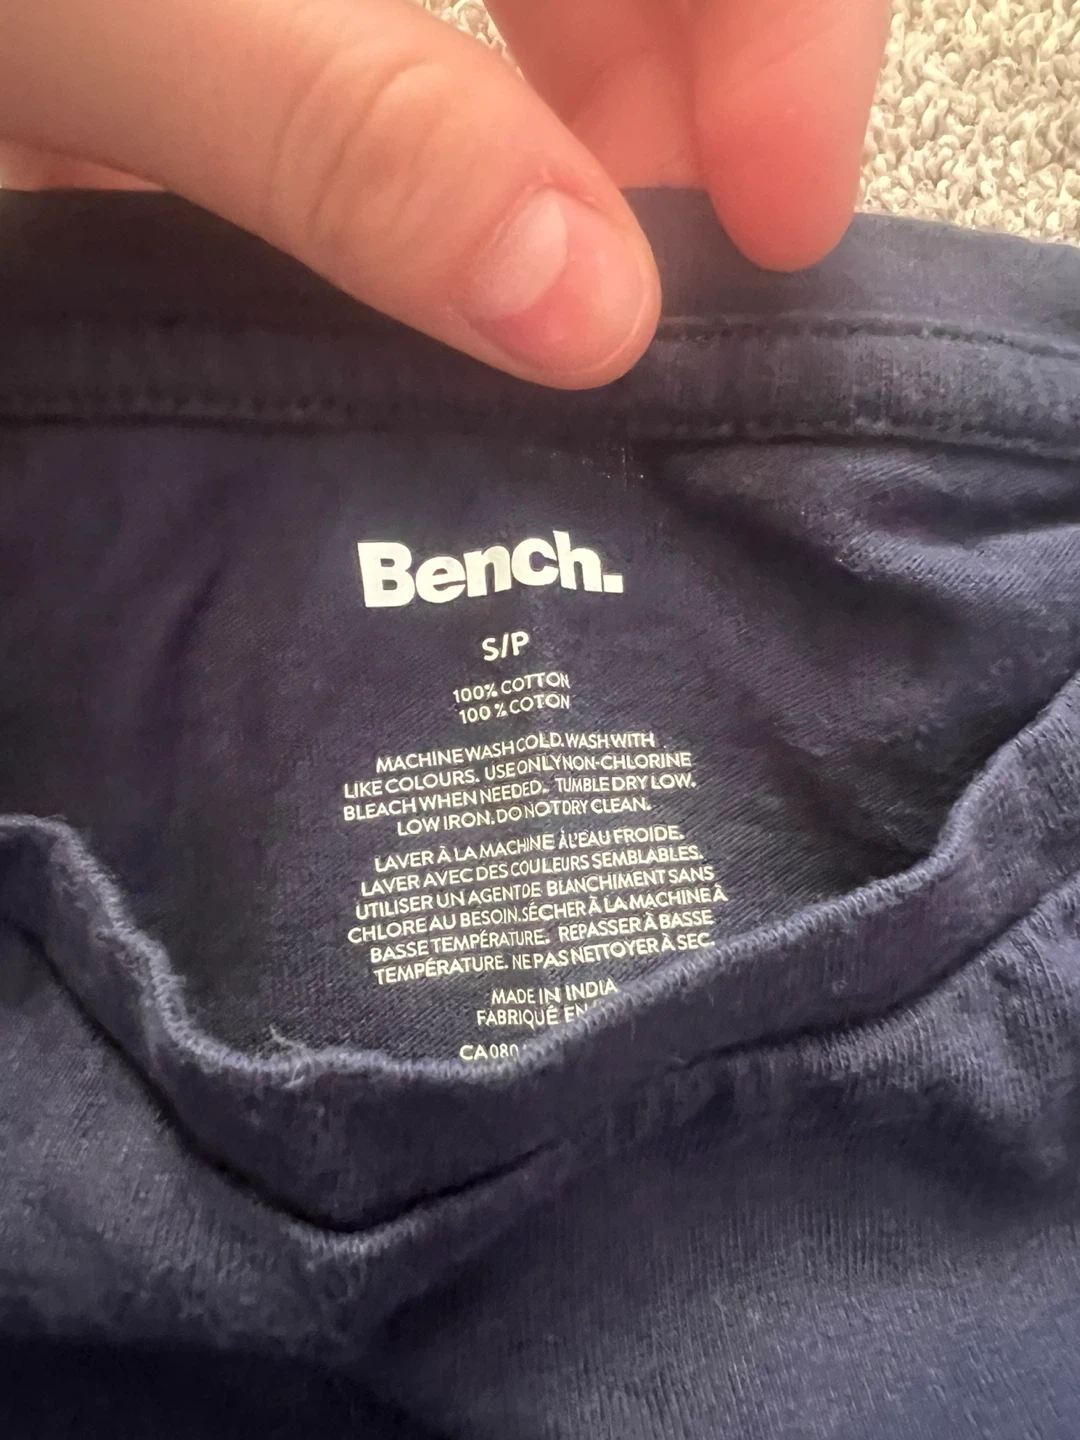 Bench.
S/P
100% COTTON
100 % COTON
MACHINE WASH COLD. WASH WITH
LIKE COLOURS. USE ONLY NON-CHLORINE
BLEACH WHEN NEEDED. TUMBLE DRY LOW.
LOW IRON. DO NOT DRY CLEAN.
LAVER À LA MACHINE À L'EAU FROIDE.
LAVER AVEC DES COULEURS SEMBLABLES.
UTILISER UN AGENT DE BLANCHIMENT SANS
CHLORE AU BESOIN. SÉCHER À LA MACHINE À
BASSE TEMPÉRATURE. REPASSER À BASSE
TEMPÉRATURE. NE PAS NETTOYER À SEC.
MADE IN INDIA
FABRIQUÉ EN
CA 080